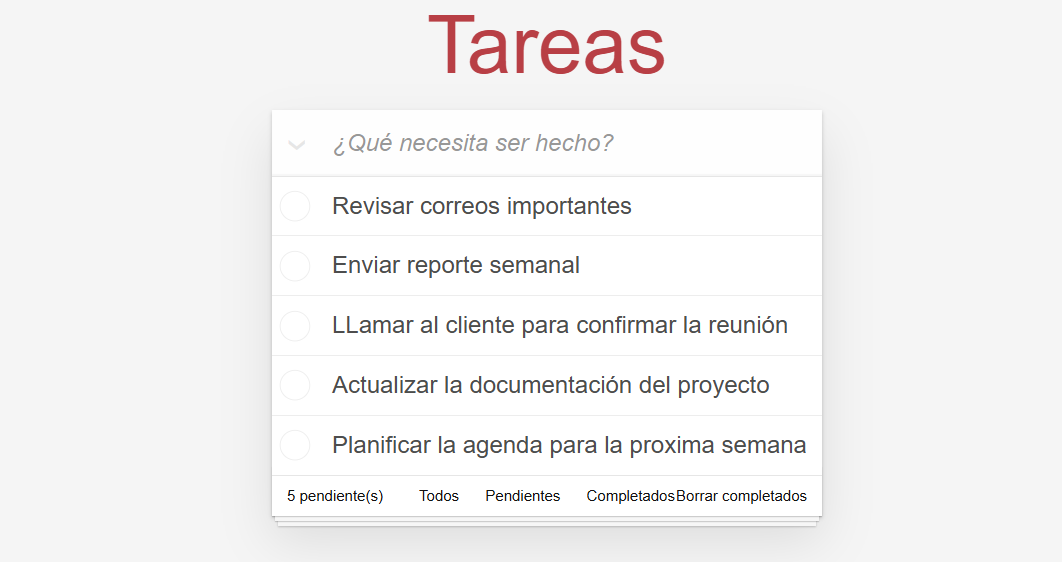 Tareas
¿Qué necesita ser hecho?
Revisar correos importantes
Enviar reporte semanal
LLamar al cliente para confirmar la reunión
Actualizar la documentación del proyecto
Planificar la agenda para la proxima semana
5 pendiente(s) Todos Pendientes Completados Borrar completados